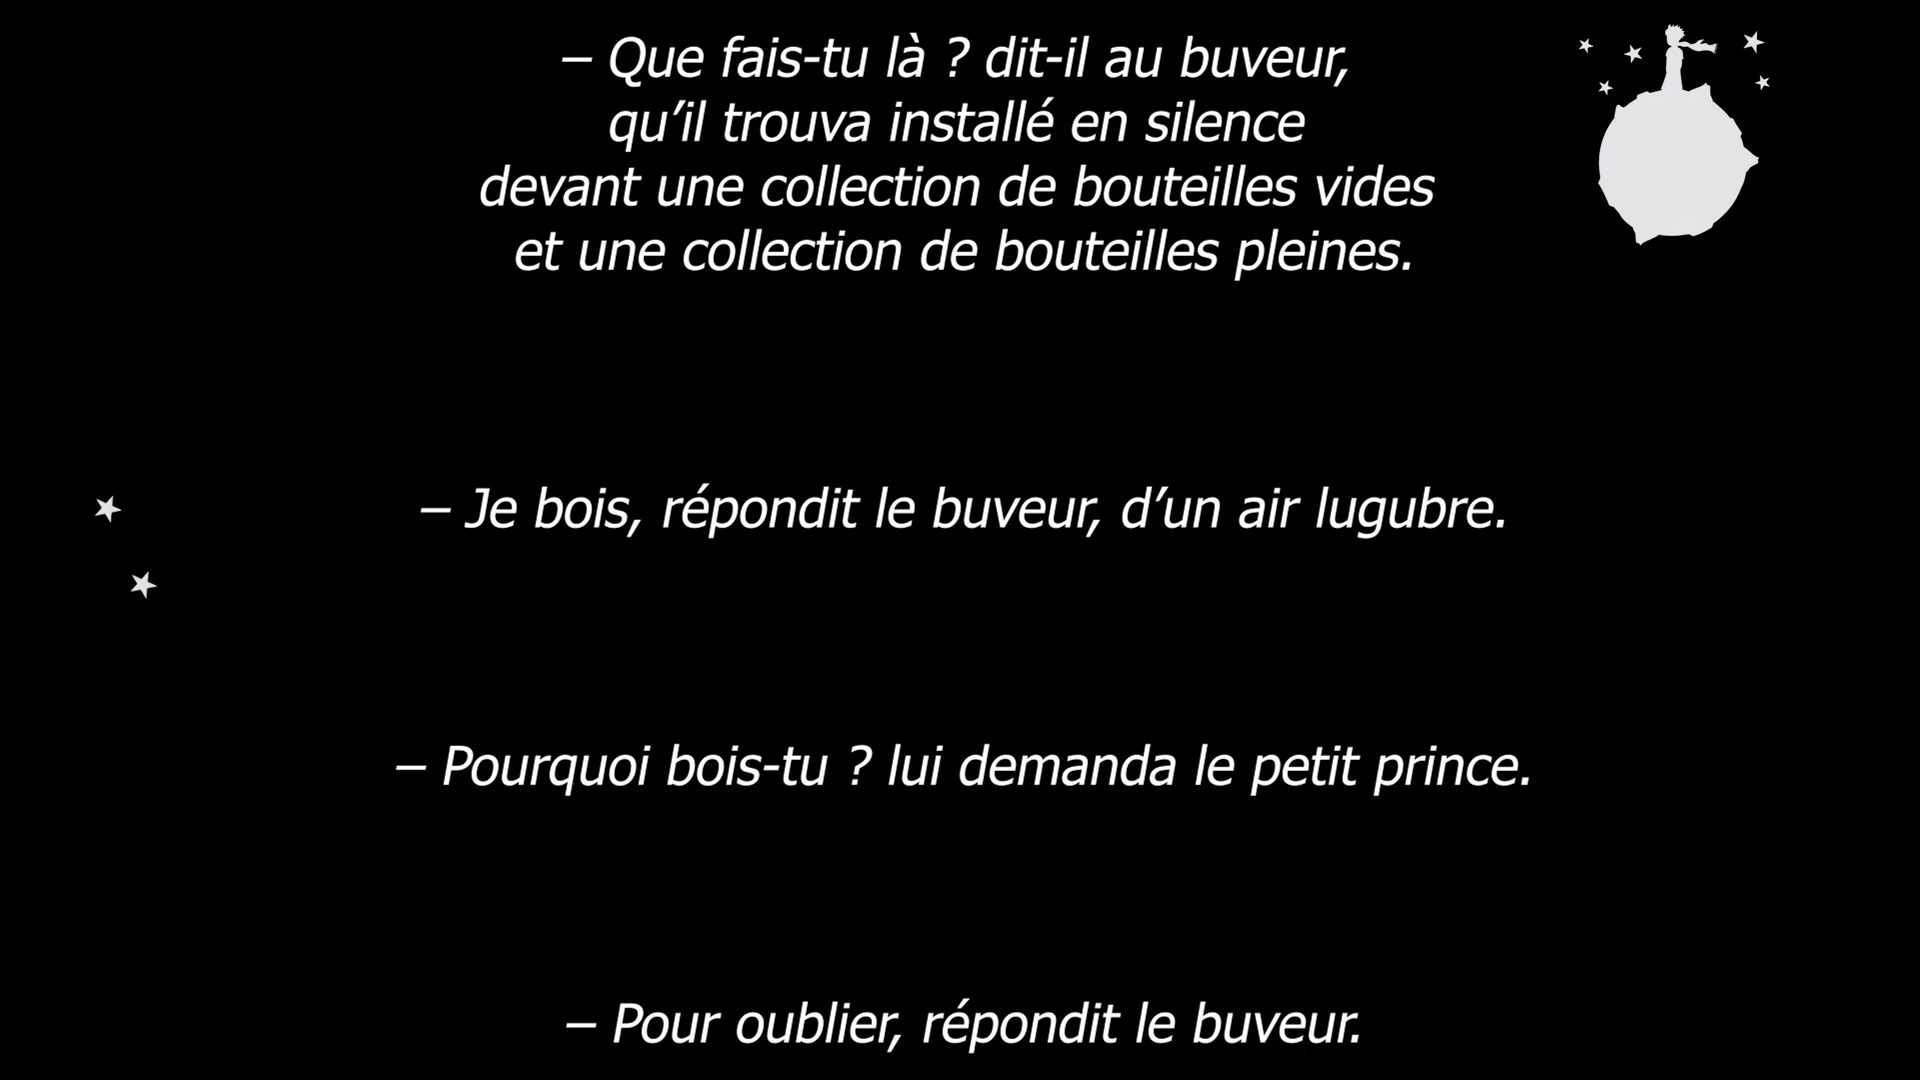 – Que fais-tu là ? dit-il au buveur,
qu’il trouva installé en silence
devant une collection de bouteilles vides
et une collection de bouteilles pleines.
– Je bois, répondit le buveur, d’un air lugubre.
– Pourquoi bois-tu ? lui demanda le petit prince.
– Pour oublier, répondit le buveur.